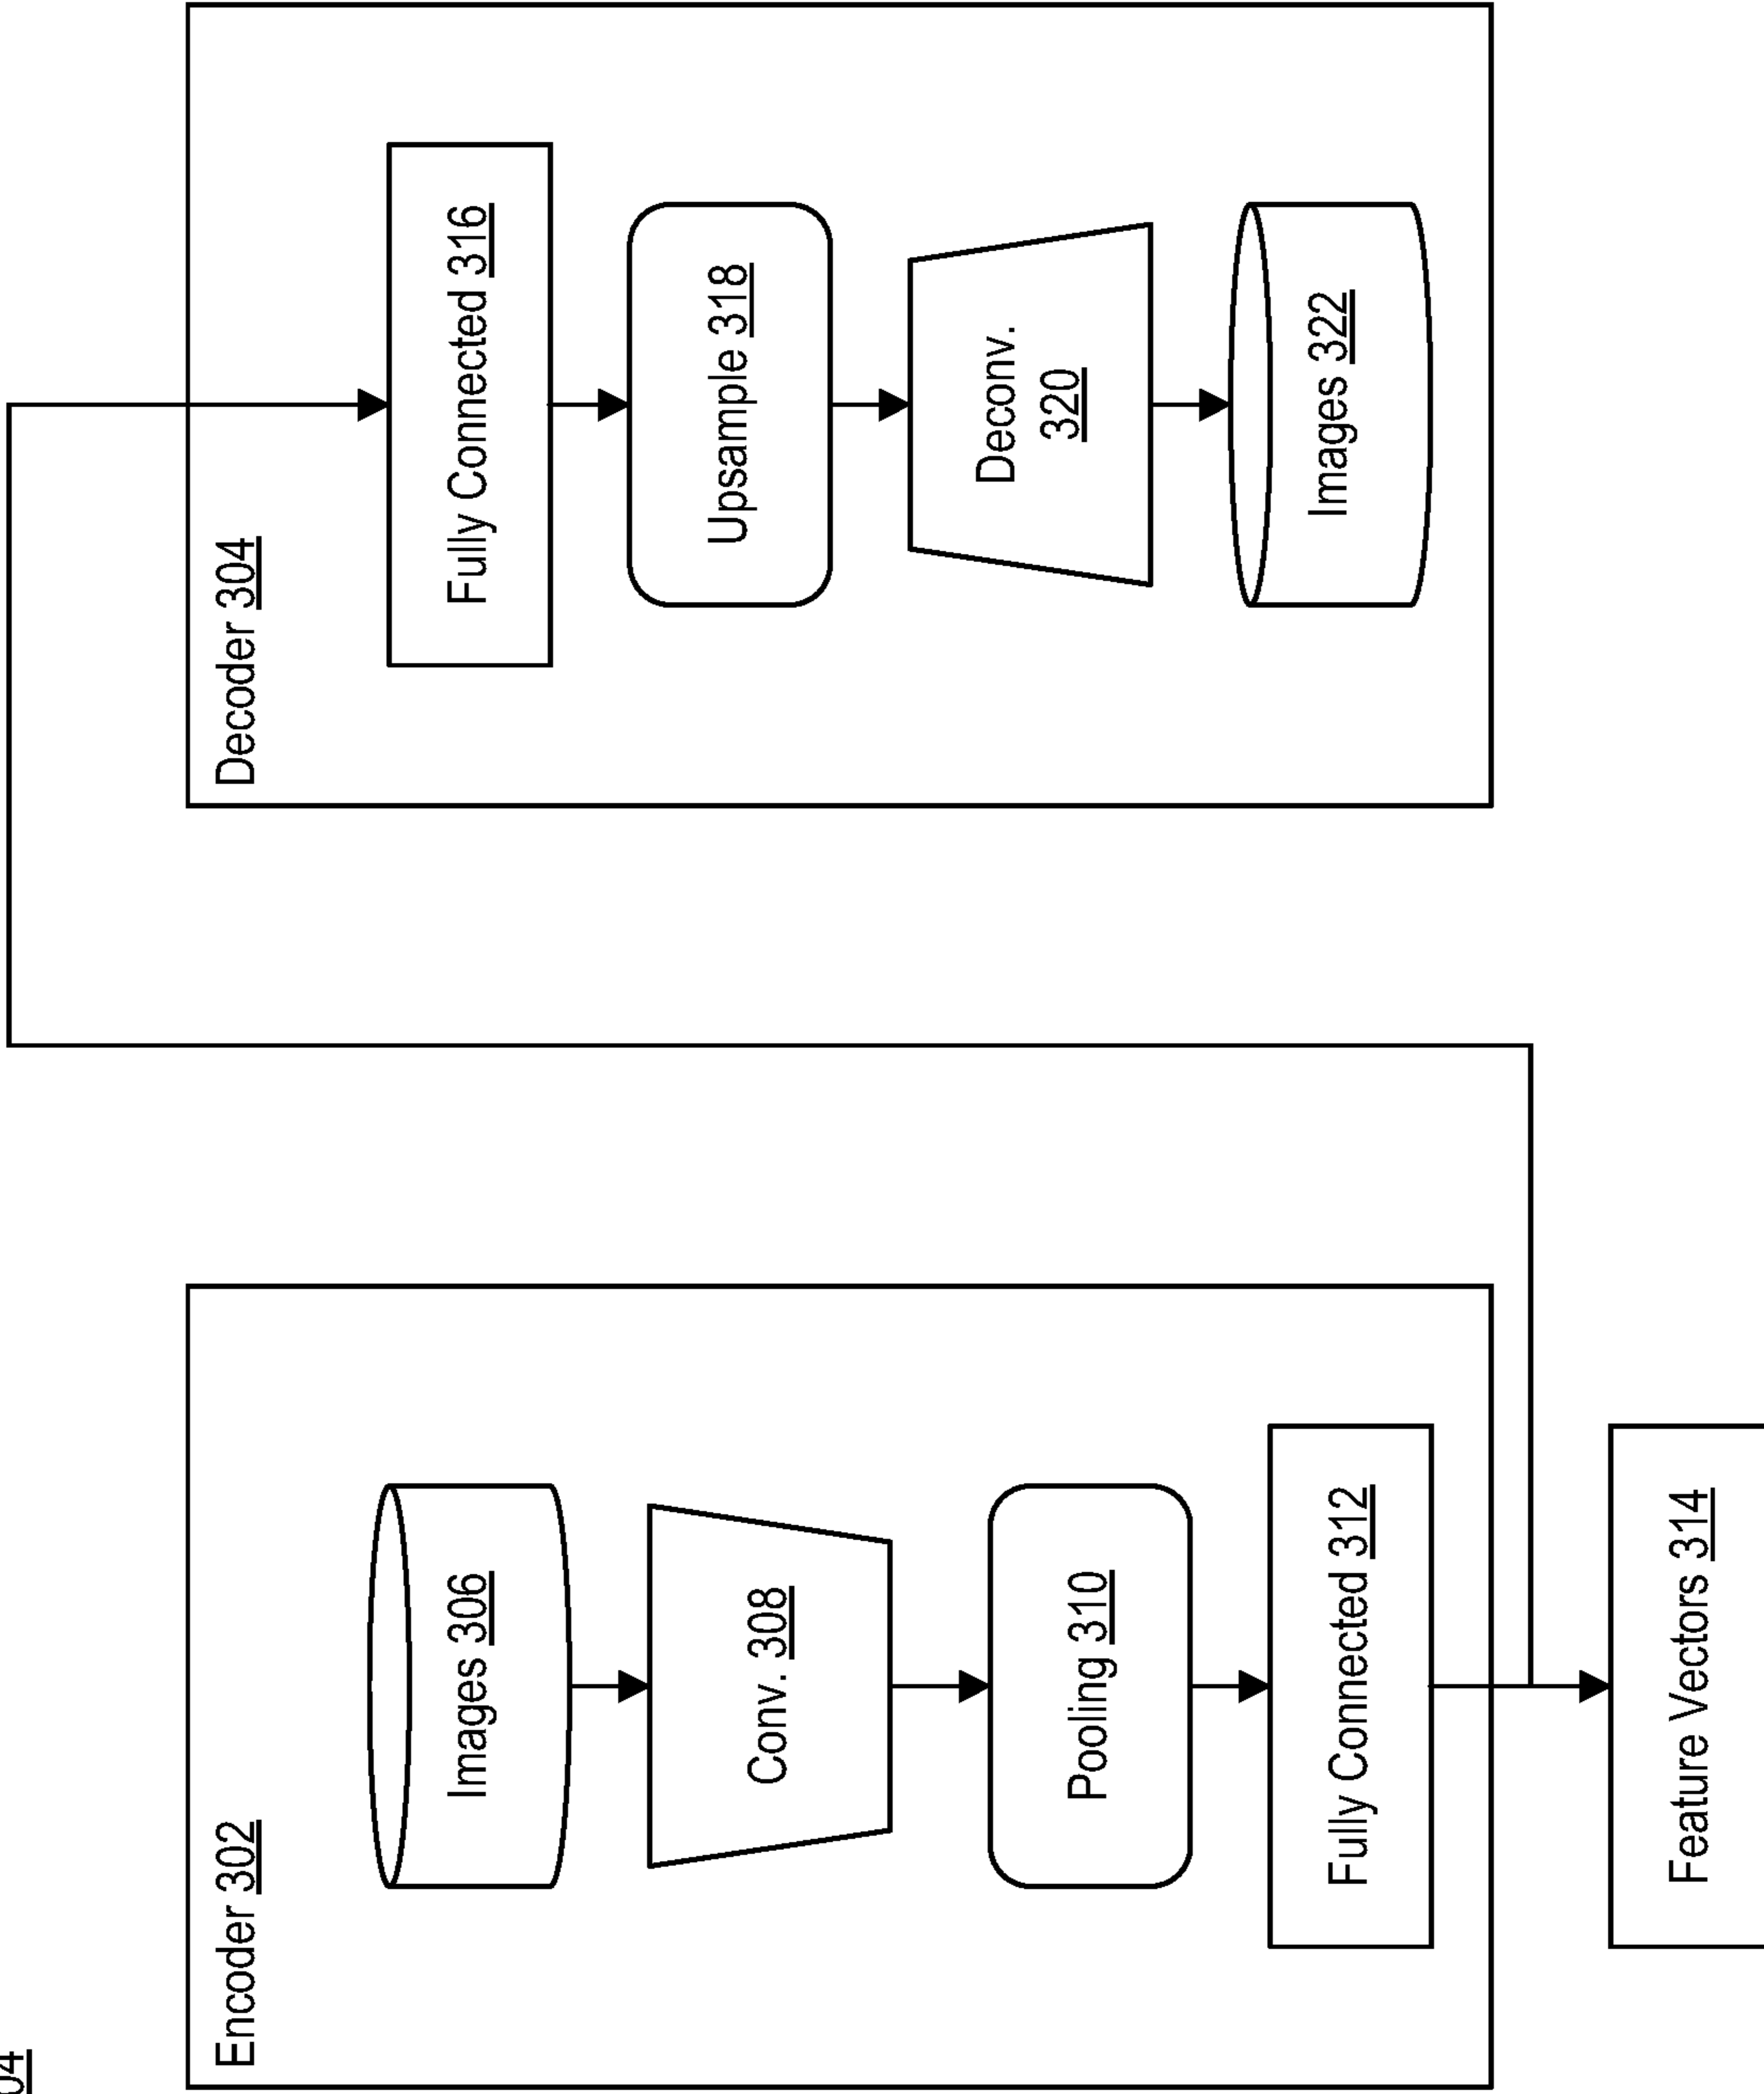 Encoder 302
Images 306
Conv. 308
Pooling 310
Fully Connected 312
Feature Vectors 314
Decoder 304
Fully Connected 316
Upsample 318
Deconv.
320
Images 322